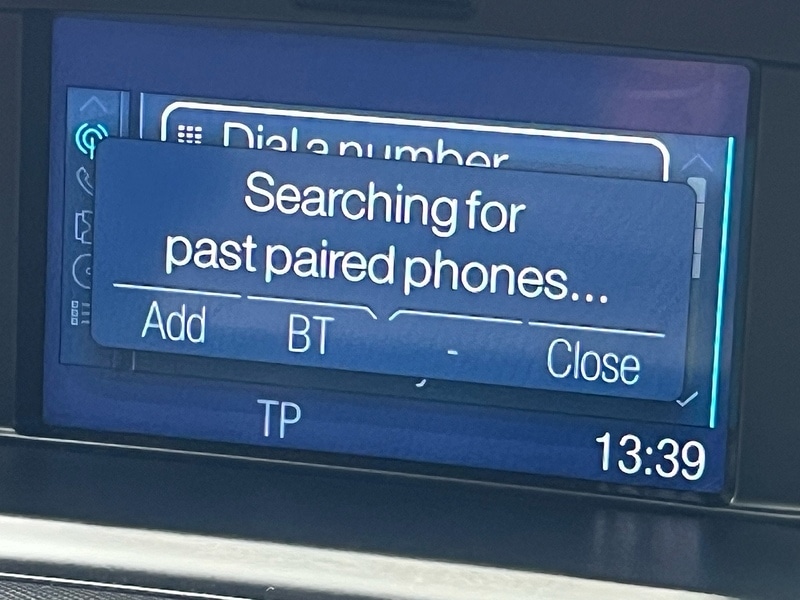 Dial a number
Searching for
past paired phones...
Add BT - Close
TP
13:39